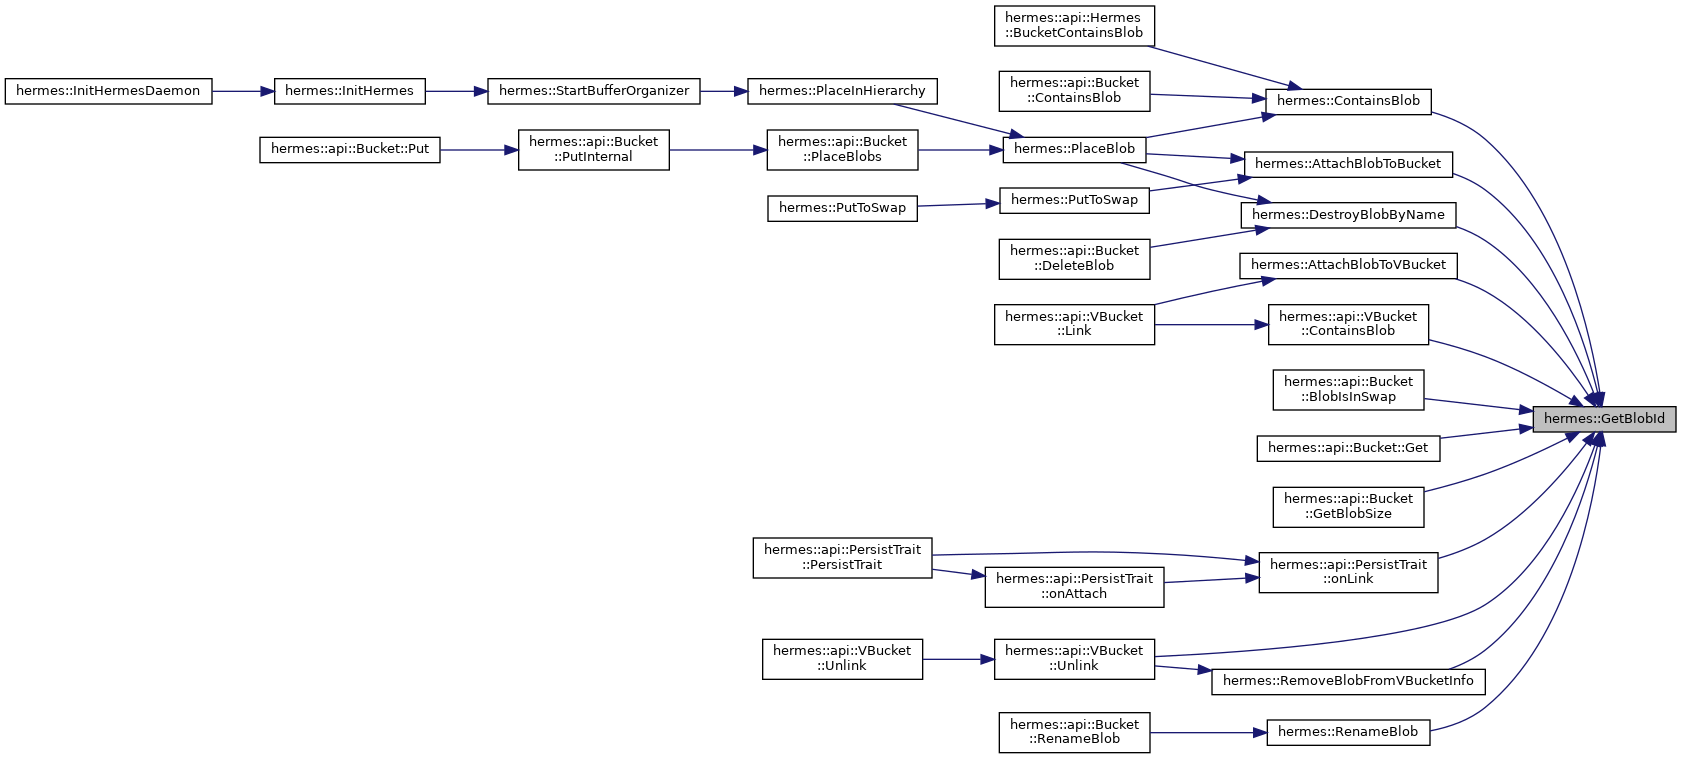 hermes::api::Hermes
::BucketContainsBlob
hermes::InitHermesDaemon
hermes::InitHermes
hermes::StartBufferOrganizer
hermes::PlaceInHierarchy
hermes::api::Bucket
::ContainsBlob
hermes::ContainsBlob
hermes::api::Bucket::Put
hermes::api::Bucket
::PutInternal
hermes::api::Bucket
::PlaceBlobs
hermes::PlaceBlob
hermes::AttachBlobToBucket
hermes::PutToSwap
hermes::PutToSwap
hermes::DestroyBlobByName
hermes::api::Bucket
::DeleteBlob
hermes::AttachBlobToVBucket
hermes::api::VBucket
::Link
hermes::api::VBucket
::ContainsBlob
hermes::api::Bucket
::BlobIsInSwap
hermes::GetBlobId
hermes::api::Bucket::Get
hermes::api::Bucket
::GetBlobSize
hermes::api::PersistTrait
::PersistTrait
hermes::api::PersistTrait
::onAttach
hermes::api::PersistTrait
::onLink
hermes::api::VBucket
::Unlink
hermes::api::VBucket
::Unlink
hermes::RemoveBlobFromVBucketInfo
hermes::api::Bucket
::RenameBlob
hermes::RenameBlob